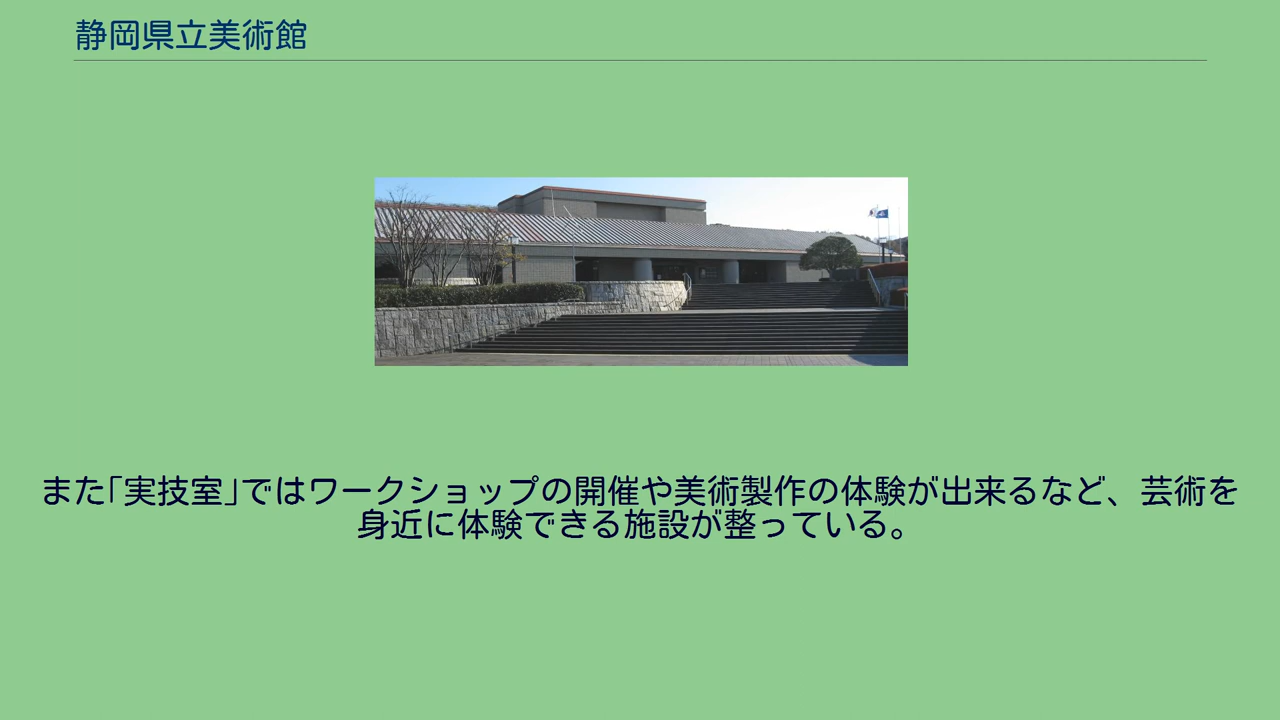 静岡県立美術館
また｢実技室｣ではワークショップの開催や美術製作の体験が出来るなど、芸術を
身近に体験できる施設が整っている。